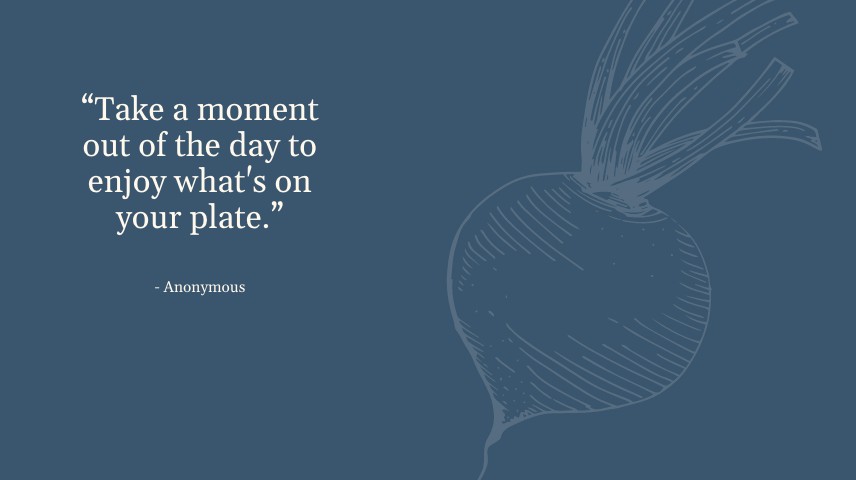 “Take a moment
out of the day to
enjoy what's on
your plate.”
- Anonymous